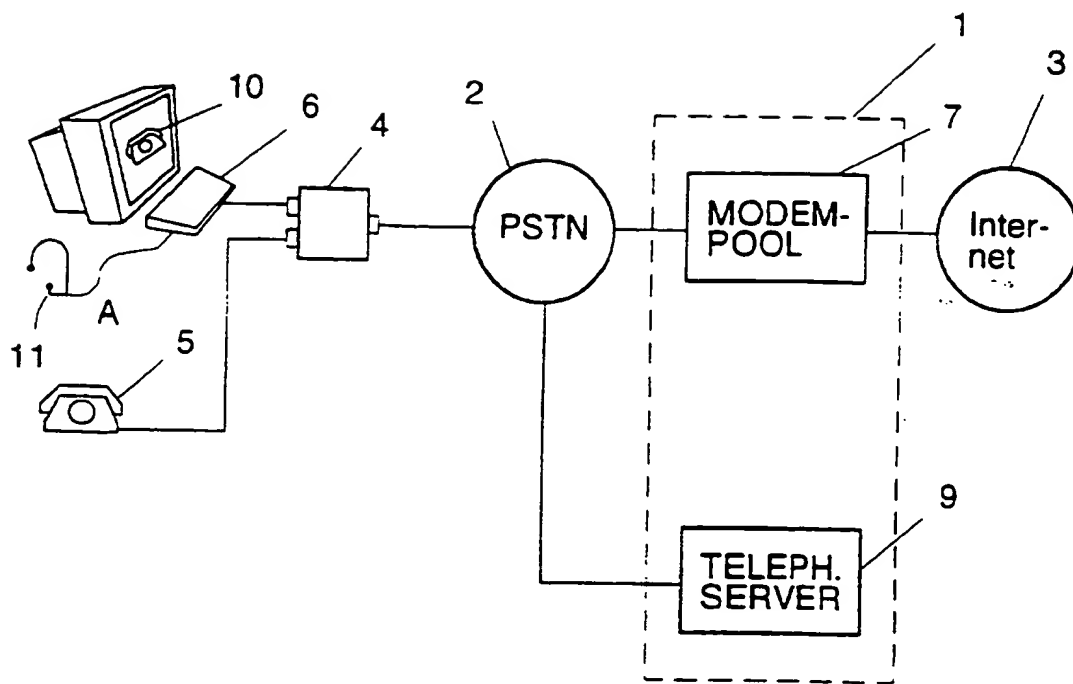 1
10
2
7
3
6
4
PSTN
MODEM-
POOL
Inter-
net
A
11
5
9
TELEPH.
SERVER